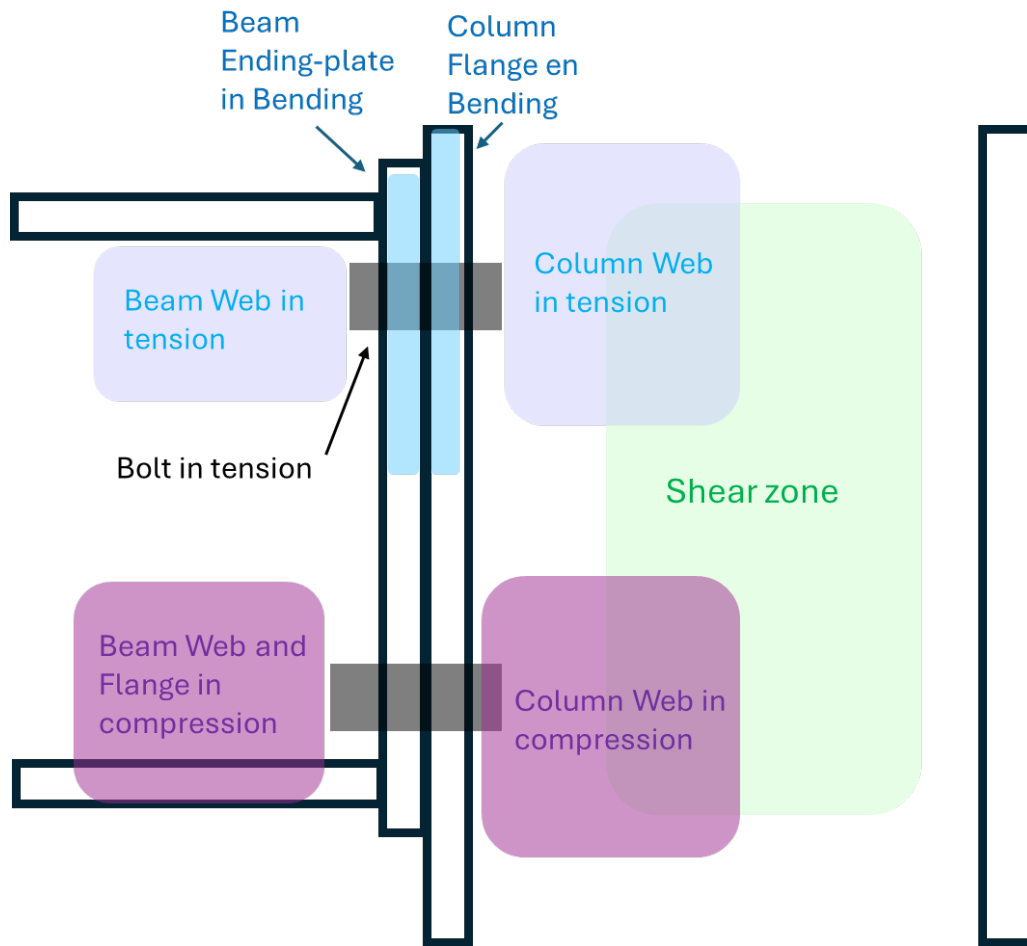 Beam
Ending-plate
in Bending
Column
Flange en
Bending
Beam Web in
tension
Column Web
in tension
Bolt in tension
Shear zone
Beam Web and
Flange in
compression
Column Web in
compression